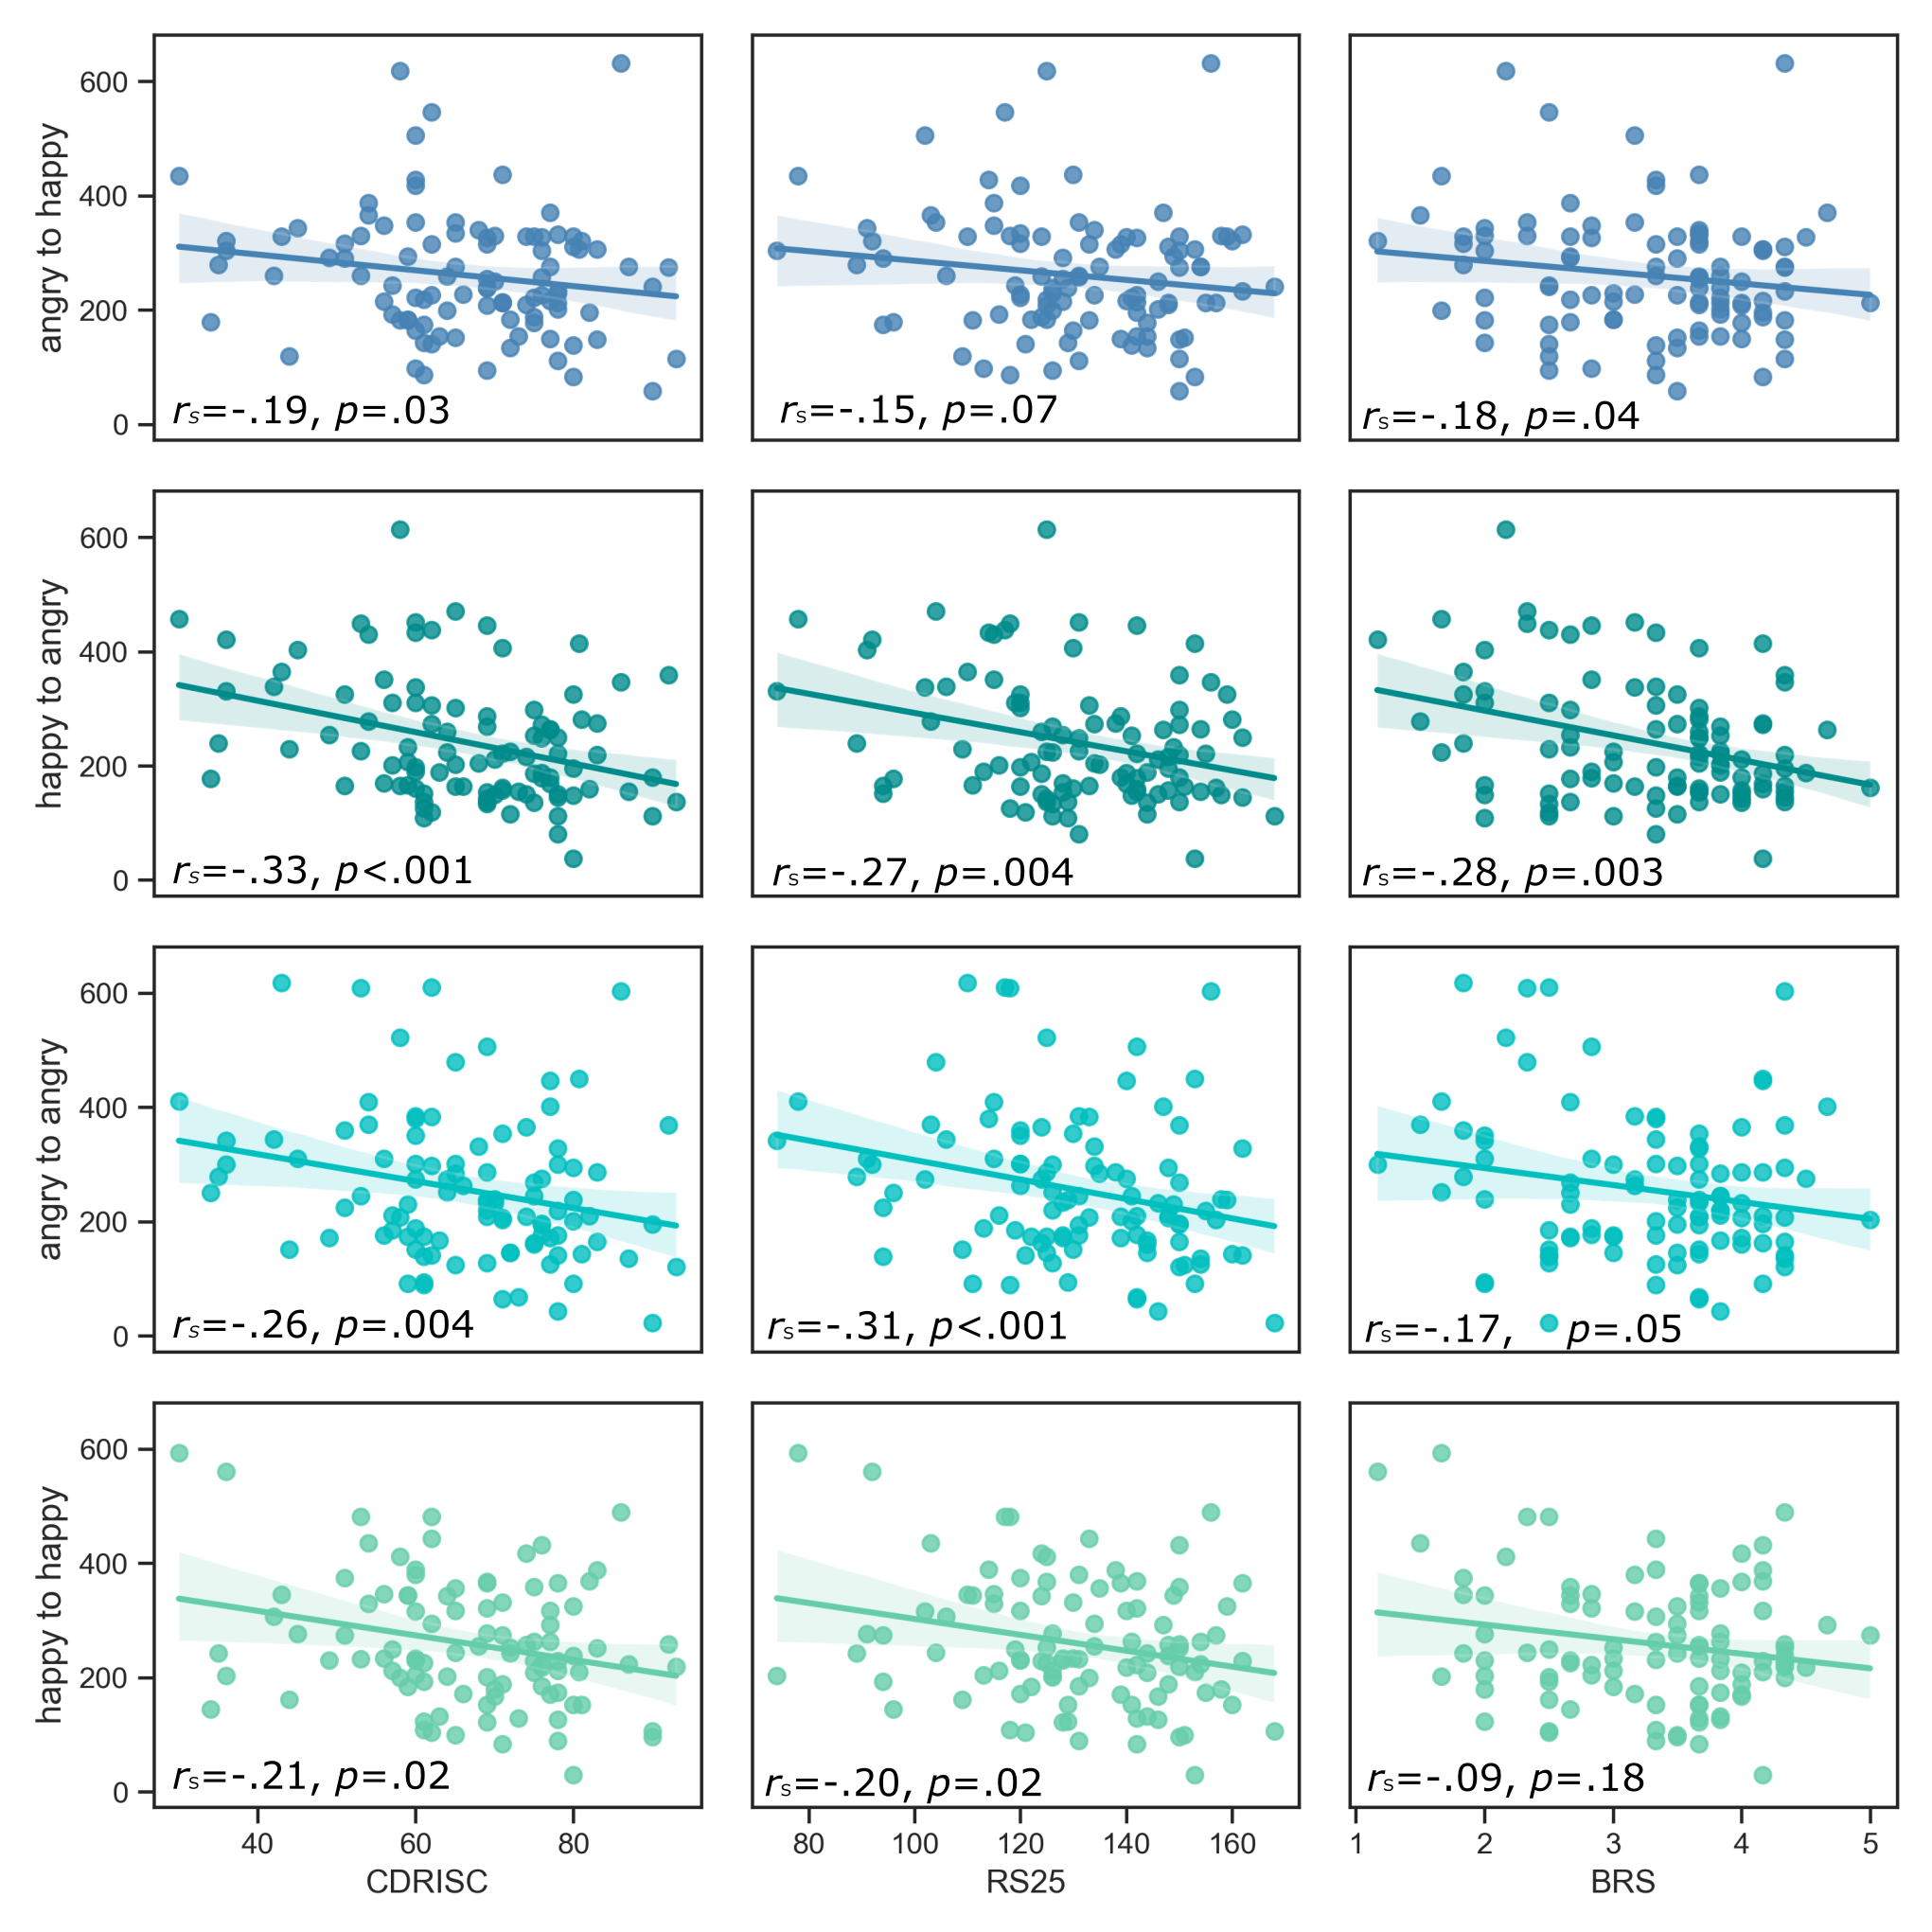 600
400
200
0
angry to happy
rs=-.19, p=.03
rs=-.15, p=.07
rs=-.18, p=.04
600
400
200
0
happy to angry
rs=-.33, p<.001
rs=-.27, p=.004
rs=-.28, p=.003
600
400
200
0
angry to angry
rs=-.26, p=.004
rs=-.31, p<.001
rs=-.17, p=.05
600
400
200
0
happy to happy
rs=-.21, p=.02
rs=-.20, p=.02
rs=-.09, p=.18
40 60 80
80 100 120 140 160
1 2 3 4 5
CDRISC
RS25
BRS